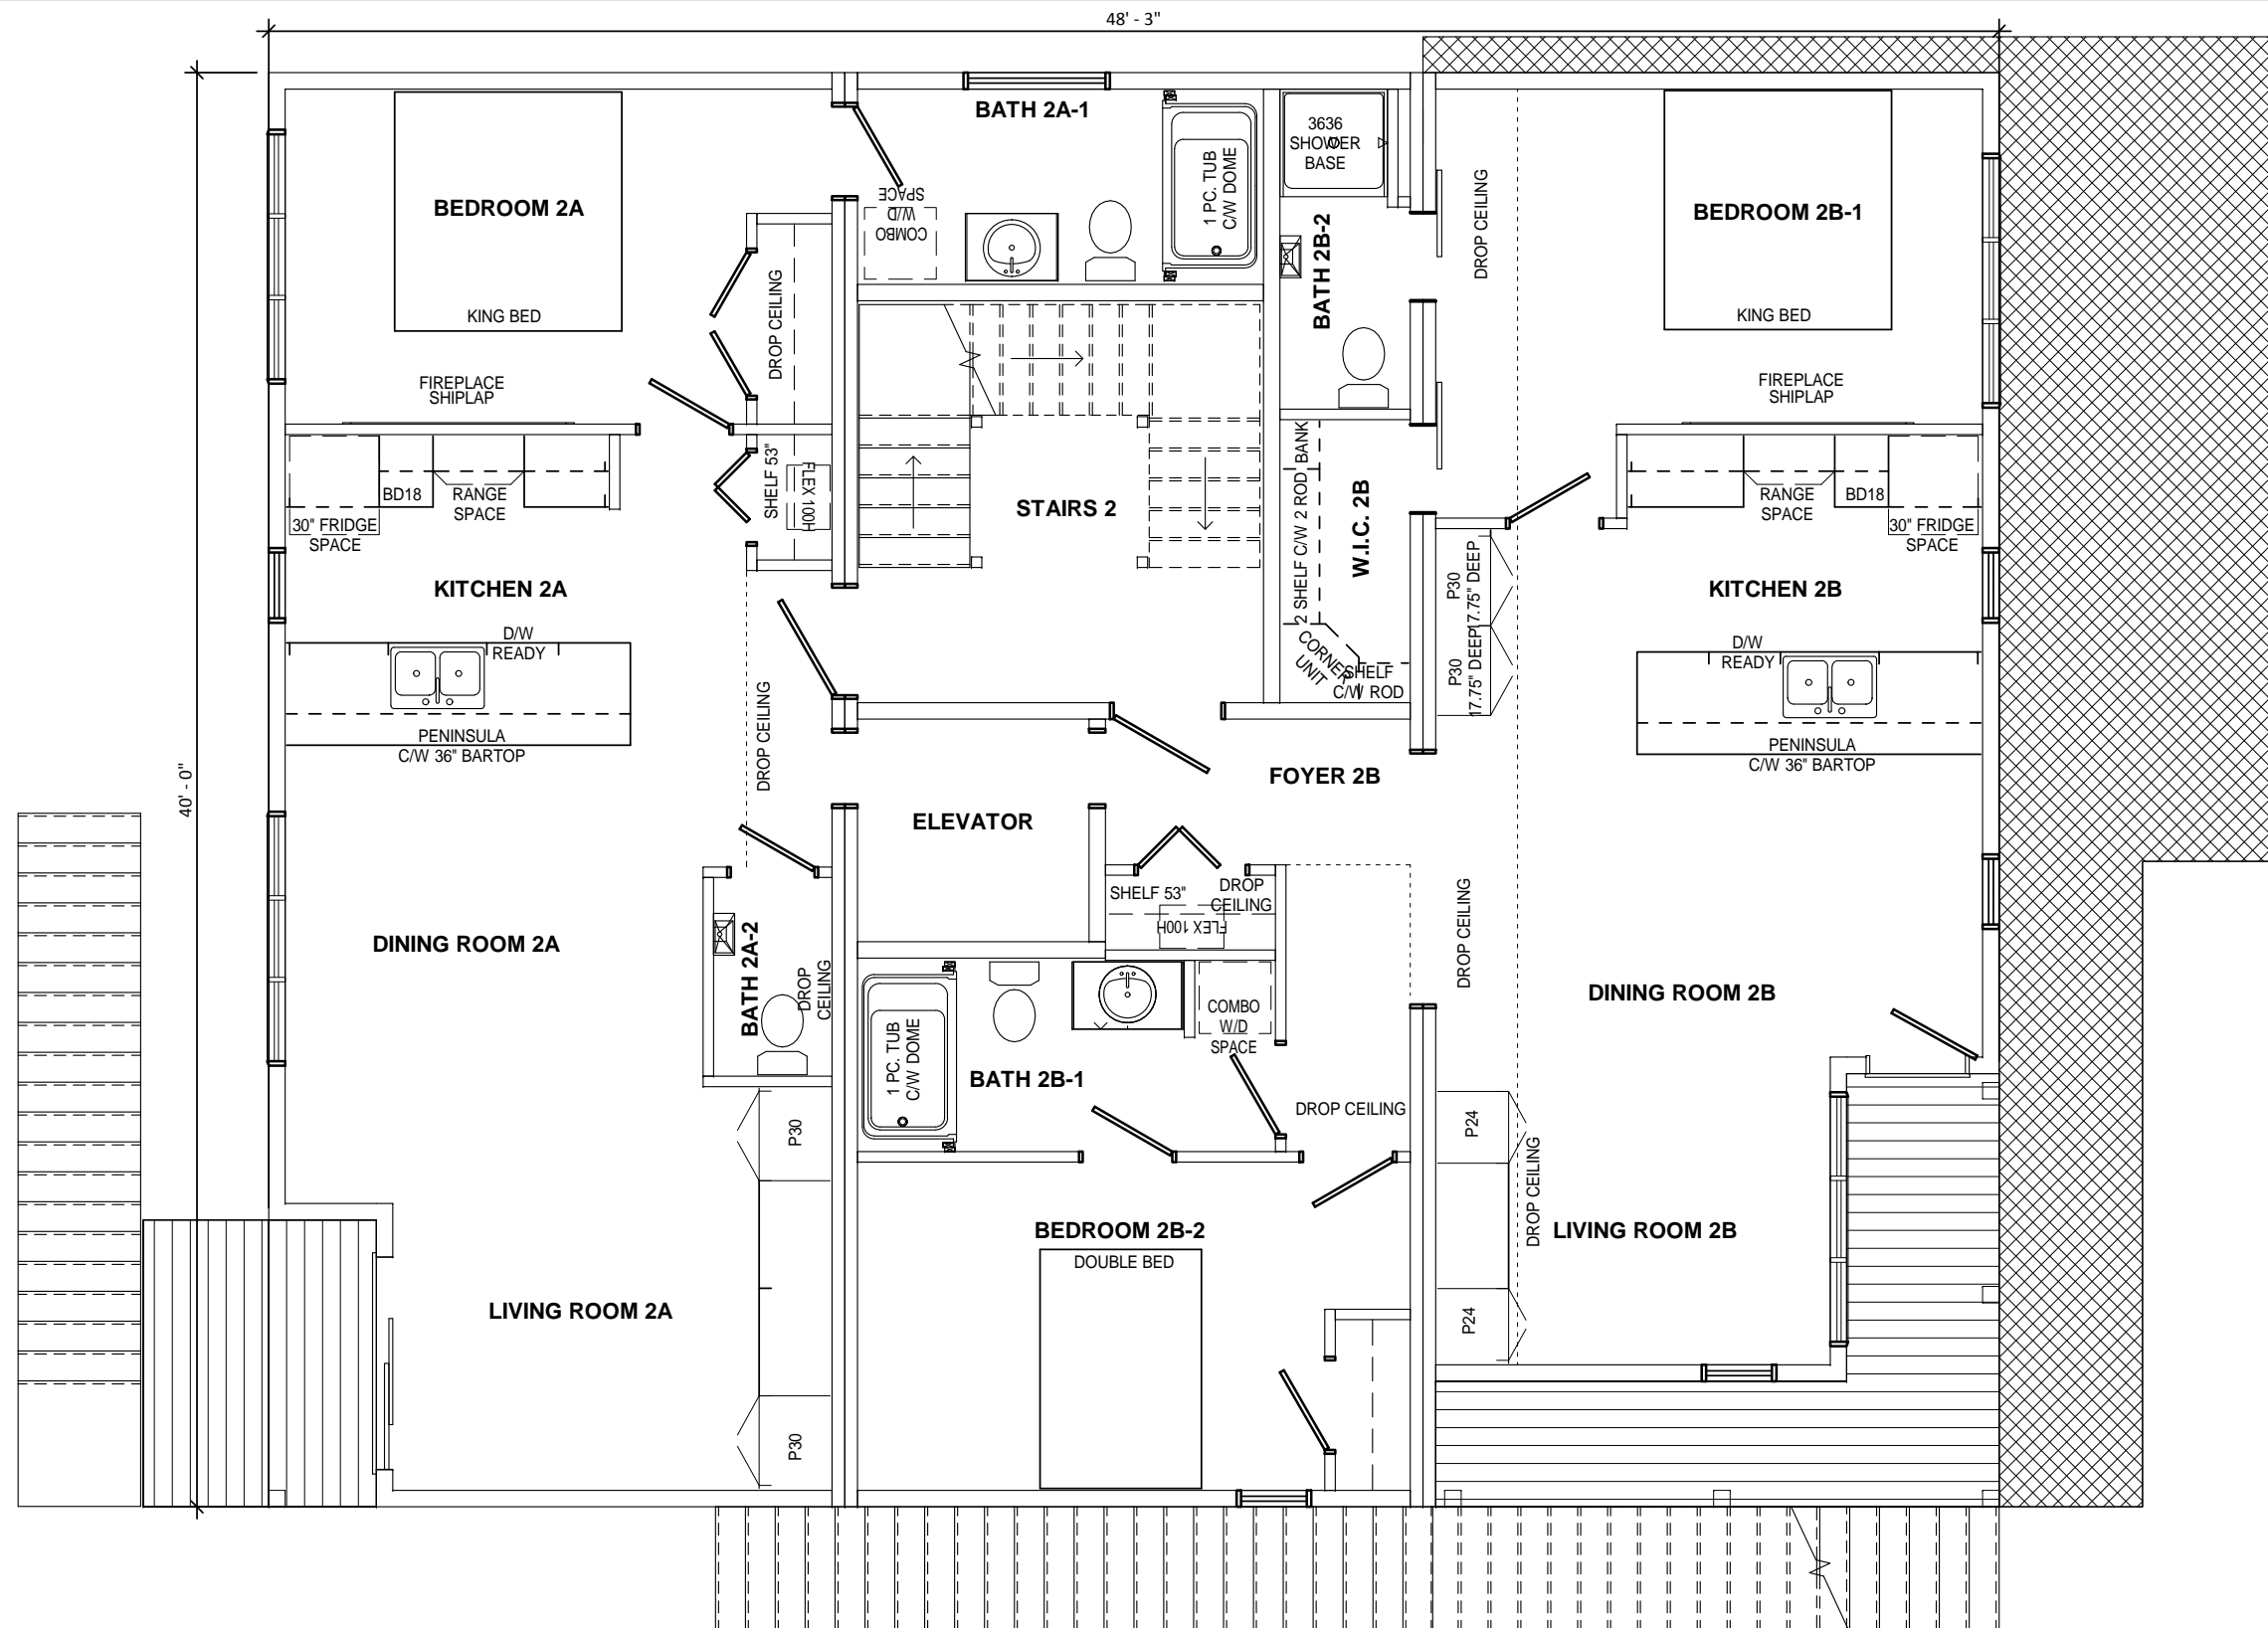 48' - 3"
40' - 0"
BEDROOM 2A
KING BED
FIREPLACE
SHIPLAP
DROP CEILING
BATH 2A-1
COMBO
W/D
SPACE
1 PC. TUB
C/W DOME
3636
SHOWER
BASE
BATH 2B-2
DROP CEILING
BEDROOM 2B-1
KING BED
FIREPLACE
SHIPLAP
30" FRIDGE
SPACE
BD18
RANGE
SPACE
SHELF 53"
FLEX 100H
KITCHEN 2A
D/W
READY
PENINSULA
C/W 36" BARTOP
DROP CEILING
STAIRS 2
2 SHELF C/W 2 ROD BANK
W.I.C. 2B
CORNER
UNIT
SHELF
C/W ROD
P30
17.75" DEEP
P30
17.75" DEEP
RANGE
SPACE
BD18
30" FRIDGE
SPACE
KITCHEN 2B
D/W
READY
PENINSULA
C/W 36" BARTOP
ELEVATOR
FOYER 2B
SHELF 53"
DROP
CEILING
FLEX 100H
DINING ROOM 2A
BATH 2A-2
DROP
CEILING
1 PC. TUB
C/W DOME
BATH 2B-1
COMBO
W/D
SPACE
DROP CEILING
DROP CEILING
DINING ROOM 2B
P30
P30
LIVING ROOM 2A
BEDROOM 2B-2
DOUBLE BED
P24
P24
DROP CEILING
LIVING ROOM 2B